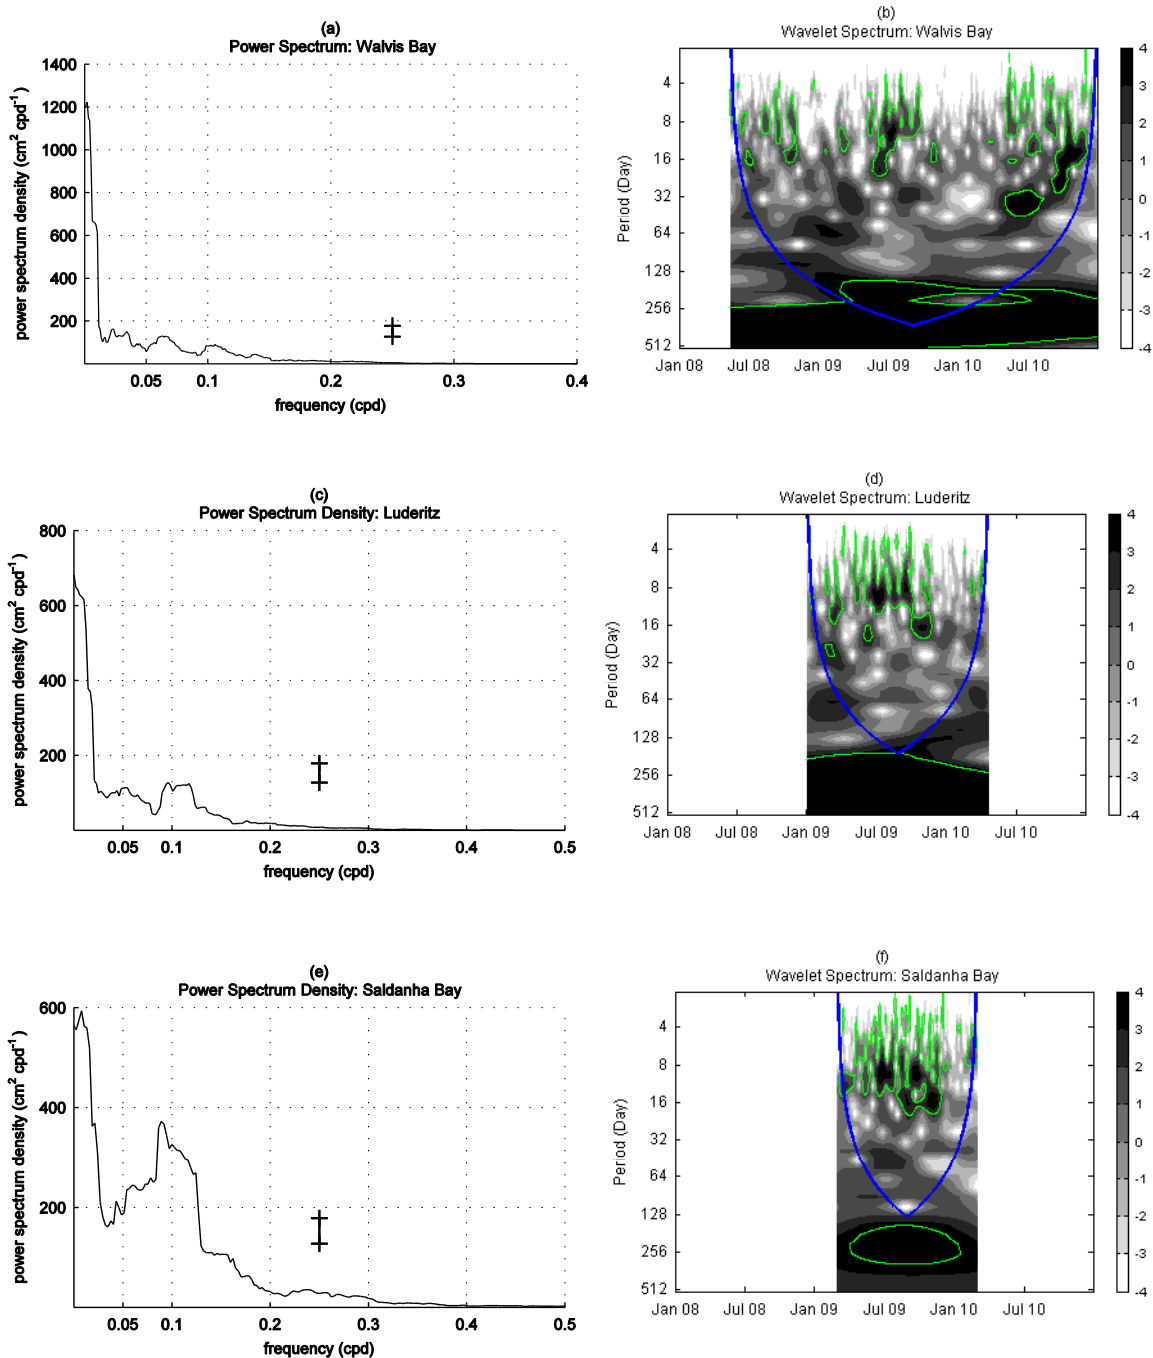 (a)
Power Spectrum: Walvis Bay
1400
1200
1000
800
600
400
200
0.05 0.1 0.2 0.3 0.4
frequency (cpd)
power spectrum density (cm² cpd⁻¹)
(b)
Wavelet Spectrum: Walvis Bay
4
8
16
32
64
128
256
512
Period (Day)
Jan 08 Jul 08 Jan 09 Jul 09 Jan 10 Jul 10
4
3
2
1
0
-1
-2
-3
-4
(c)
Power Spectrum Density: Luderitz
800
600
400
200
0.05 0.1 0.2 0.3 0.4 0.5
frequency (cpd)
power spectrum density (cm² cpd⁻¹)
(d)
Wavelet Spectrum: Luderitz
4
8
16
32
64
128
256
512
Period (Day)
Jan 08 Jul 08 Jan 09 Jul 09 Jan 10 Jul 10
4
3
2
1
0
-1
-2
-3
-4
(e)
Power Spectrum Density: Saldanha Bay
600
400
200
0.05 0.1 0.2 0.3 0.4 0.5
frequency (cpd)
power spectrum density (cm² cpd⁻¹)
(f)
Wavelet Spectrum: Saldanha Bay
4
8
16
32
64
128
256
512
Period (Day)
Jan 08 Jul 08 Jan 09 Jul 09 Jan 10 Jul 10
4
3
2
1
0
-1
-2
-3
-4